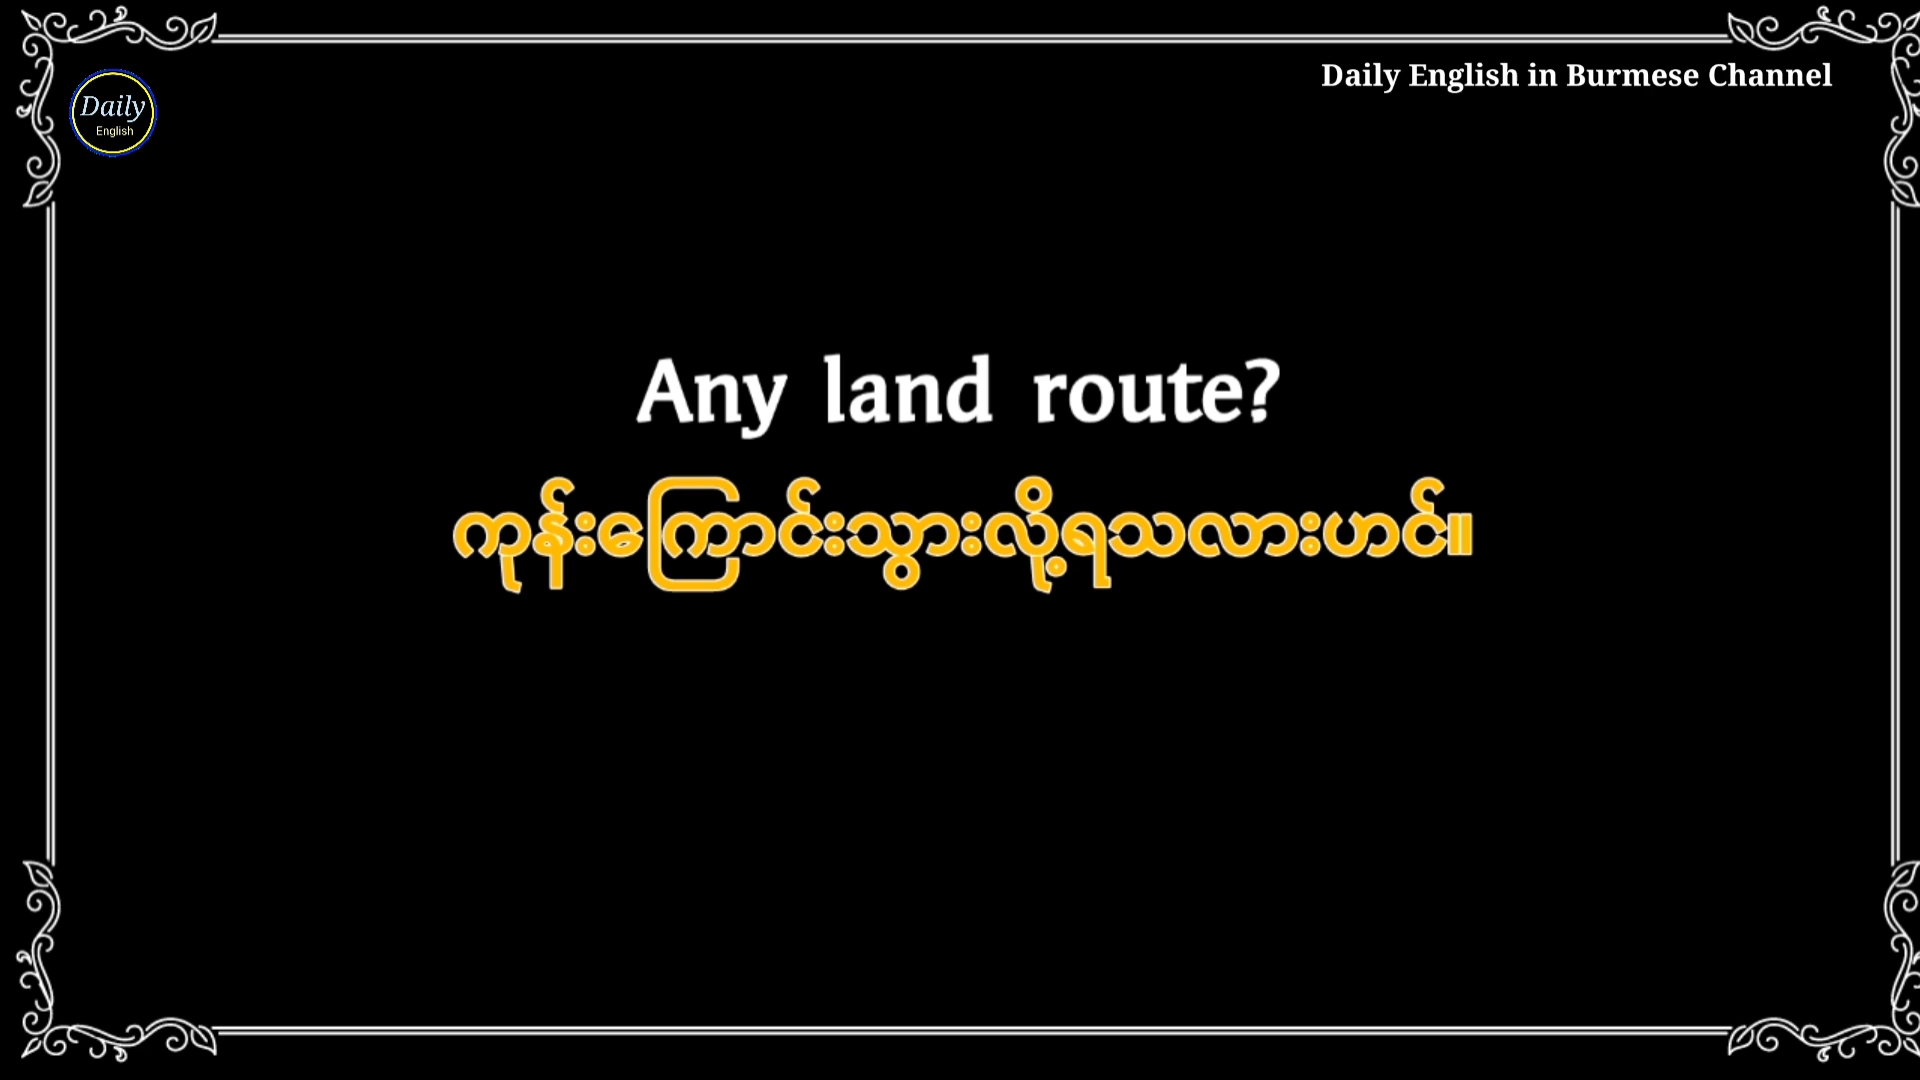 Daily English in Burmese Channel
Daily
English
Any land route?
ကုန်းကြောင်းသွားလို့ရသလားဟင်။